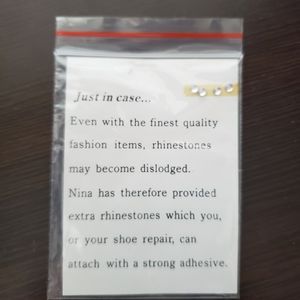 Just in case...
Even with the finest quality
fashion items, rhinestones
may become dislodged.
Nina has therefore provided
extra rhinestones which you,
or your shoe repair, can
attach with a strong adhesive.